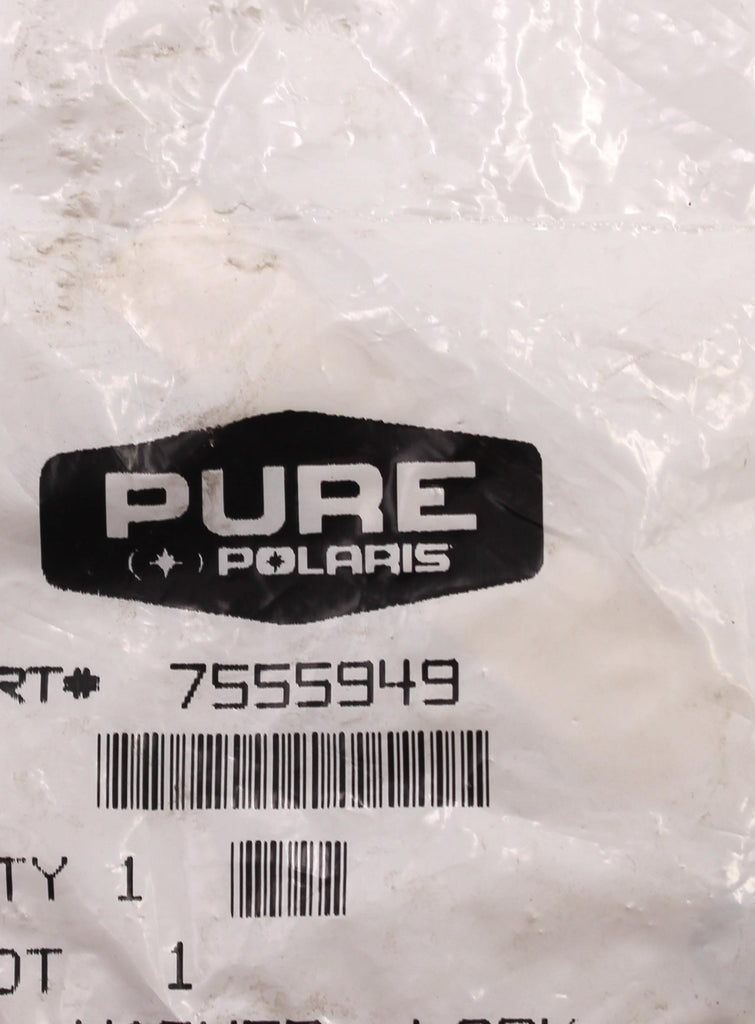 PURE
POLARIS
RT# 7555949
TY 1
OT 1